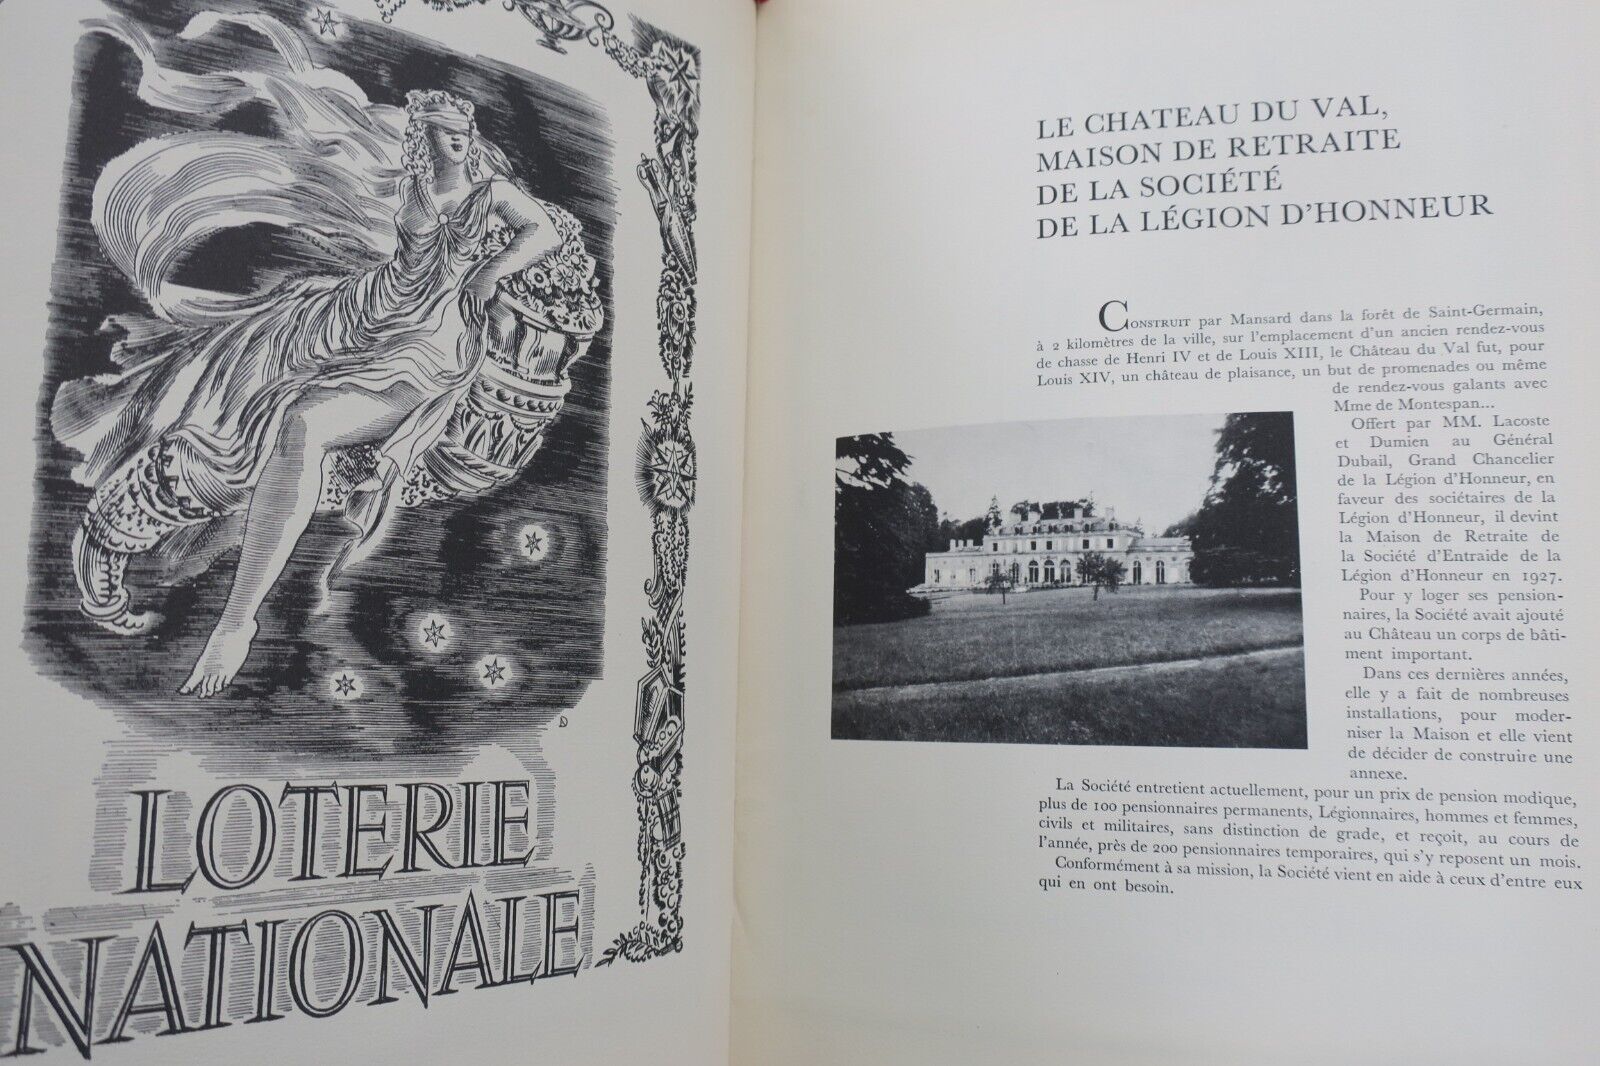 LOTERIE
NATIONALE
LE CHATEAU DU VAL,
MAISON DE RETRAITE
DE LA SOCIÉTÉ
DE LA LÉGION D'HONNEUR
CONSTRUIT par Mansard dans la forêt de Saint-Germain,
à 2 kilomètres de la ville, sur l'emplacement d'un ancien rendez-vous
de chasse de Henri IV et de Louis XIII, le Château du Val fut, pour
Louis XIV, un château de plaisance, un but de promenades ou même
de rendez-vous galants avec
Mme de Montespan...
Offert par MM. Lacoste
et Dumien au Général
Dubail, Grand Chancelier
de la Légion d'Honneur, en
faveur des sociétaires de la
Légion d'Honneur, il devint
la Maison de Retraite de
la Société d'Entraide de la
Légion d'Honneur en 1927.
Pour y loger ses pension-
naires, la Société avait ajouté
au Château un corps de bâti-
ment important.
Dans ces dernières années,
elle y a fait de nombreuses
installations, pour moder-
niser la Maison et elle vient
de décider de construire une
annexe.
La Société entretient actuellement, pour un prix de pension modique,
plus de 100 pensionnaires permanents, Légionnaires, hommes et femmes,
civils et militaires, sans distinction de grade, et reçoit, au cours de
l'année, près de 200 pensionnaires temporaires, qui s'y reposent un mois.
Conformément à sa mission, la Société vient en aide à ceux d'entre eux
qui en ont besoin.